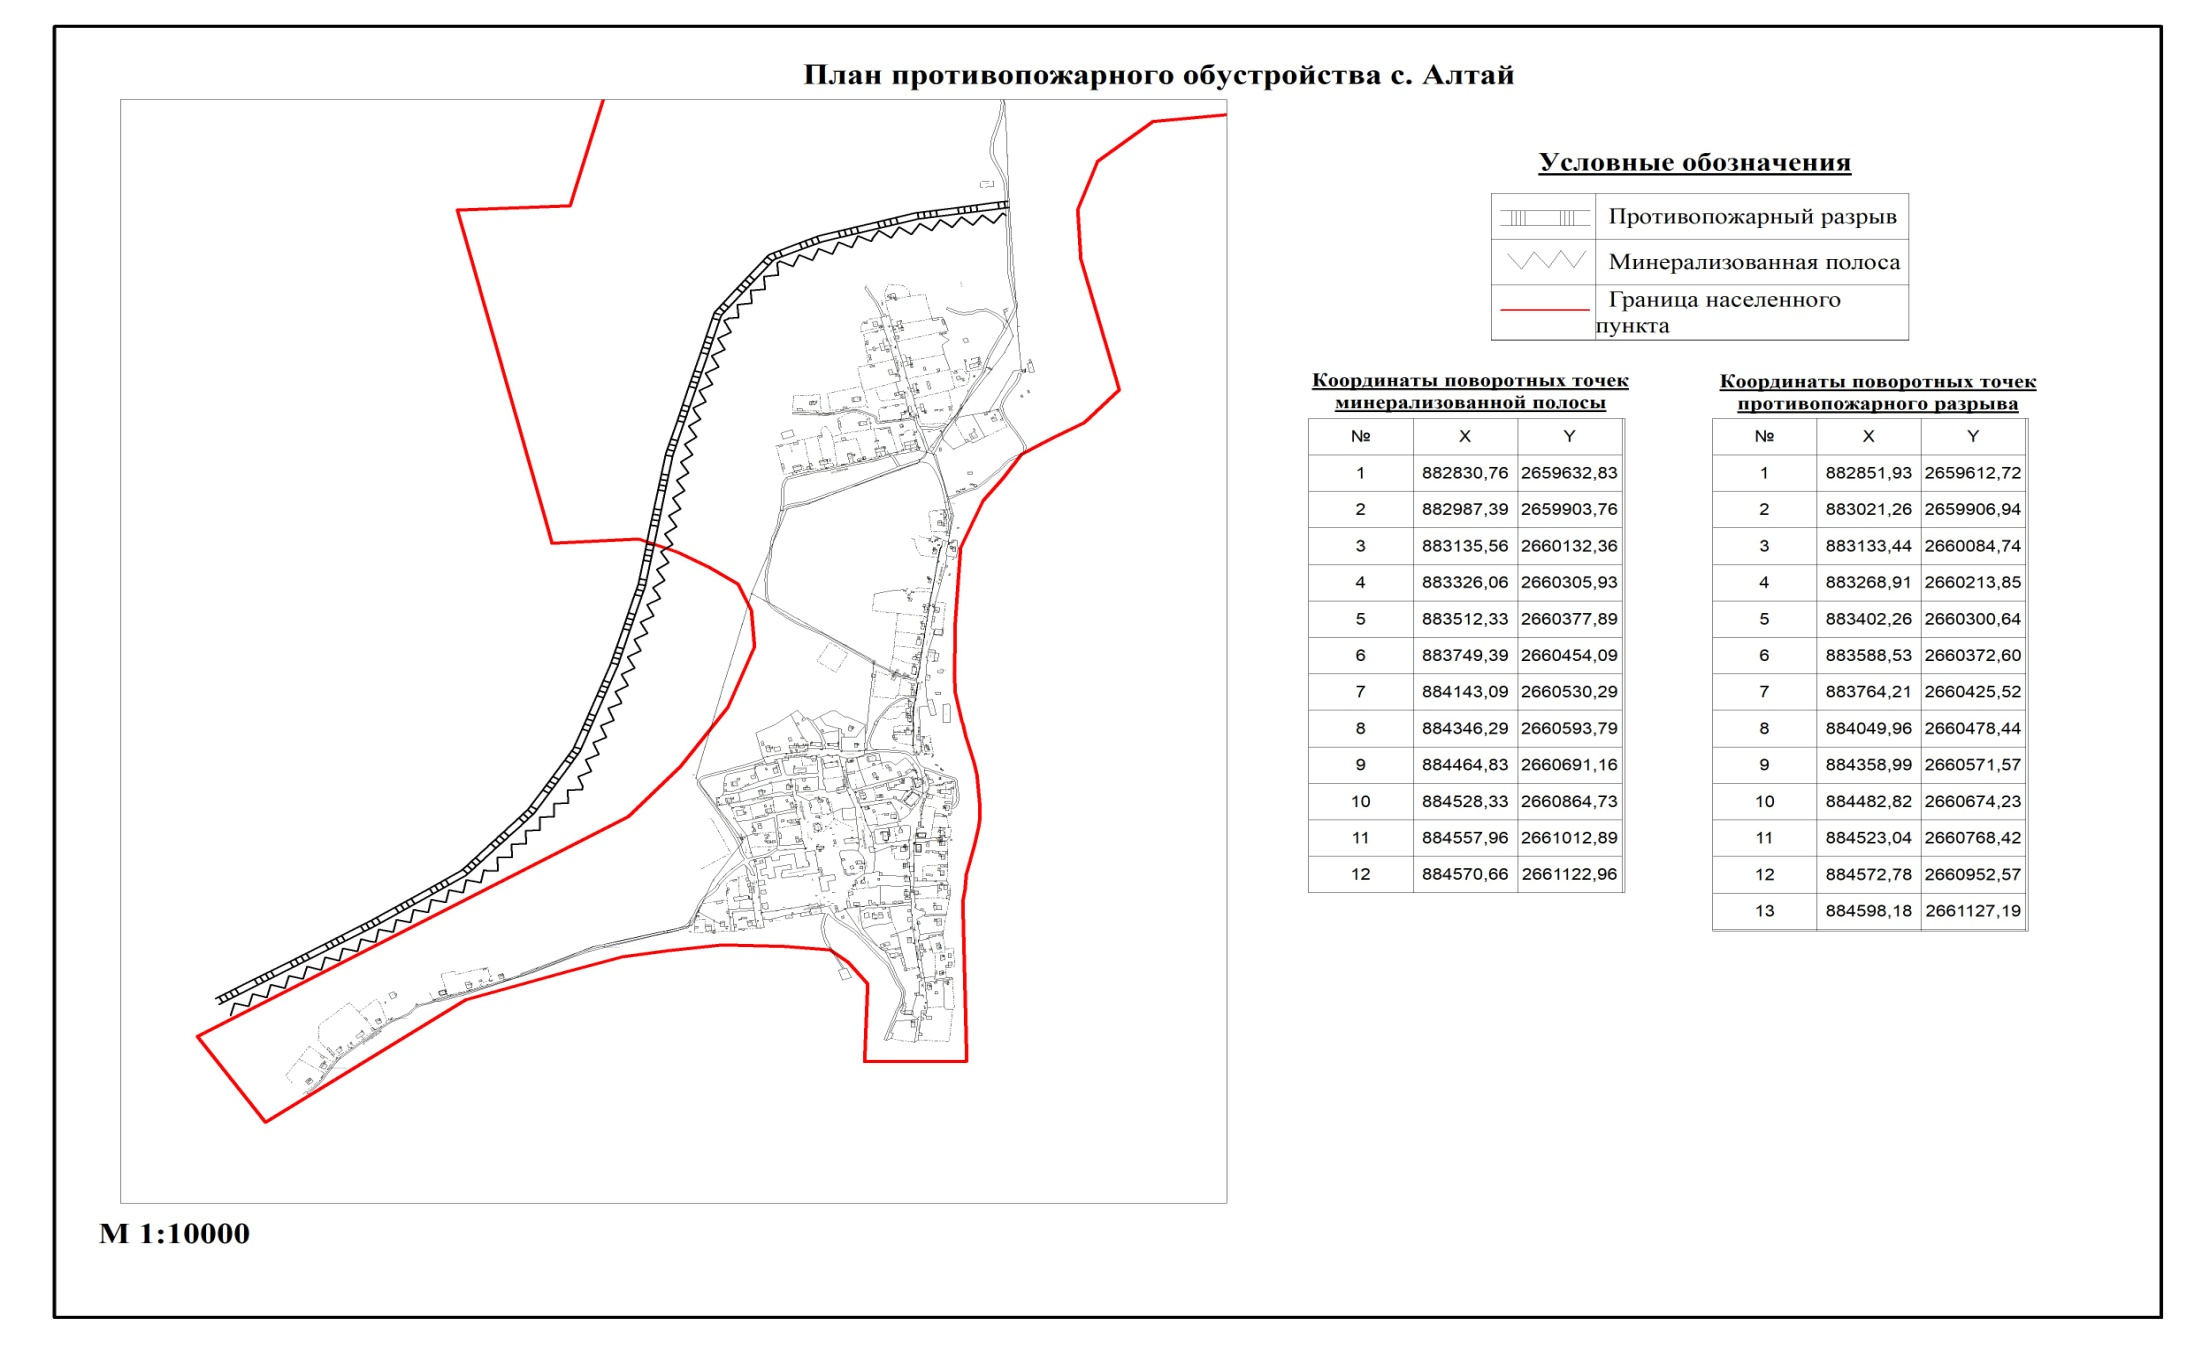 План противопожарного обустройства с. Алтай
Условные обозначения
Противопожарный разрыв
Минерализованная полоса
Граница населенного
пункта
Координаты поворотных точек
минерализованной полосы
№ X Y
1 882830,76 2659632,83
2 882987,39 2659903,76
3 883135,56 2660132,36
4 883326,06 2660305,93
5 883512,33 2660377,89
6 883749,39 2660454,09
7 884143,09 2660530,29
8 884346,29 2660593,79
9 884464,83 2660691,16
10 884528,33 2660864,73
11 884557,96 2661012,89
12 884570,66 2661122,96
Координаты поворотных точек
противопожарного разрыва
№ X Y
1 882851,93 2659612,72
2 883021,26 2659906,94
3 883133,44 2660084,74
4 883268,91 2660213,85
5 883402,26 2660300,64
6 883588,53 2660372,60
7 883764,21 2660425,52
8 884049,96 2660478,44
9 884358,99 2660571,57
10 884482,82 2660674,23
11 884523,04 2660768,42
12 884572,78 2660952,57
13 884598,18 2661127,19
М 1:10000